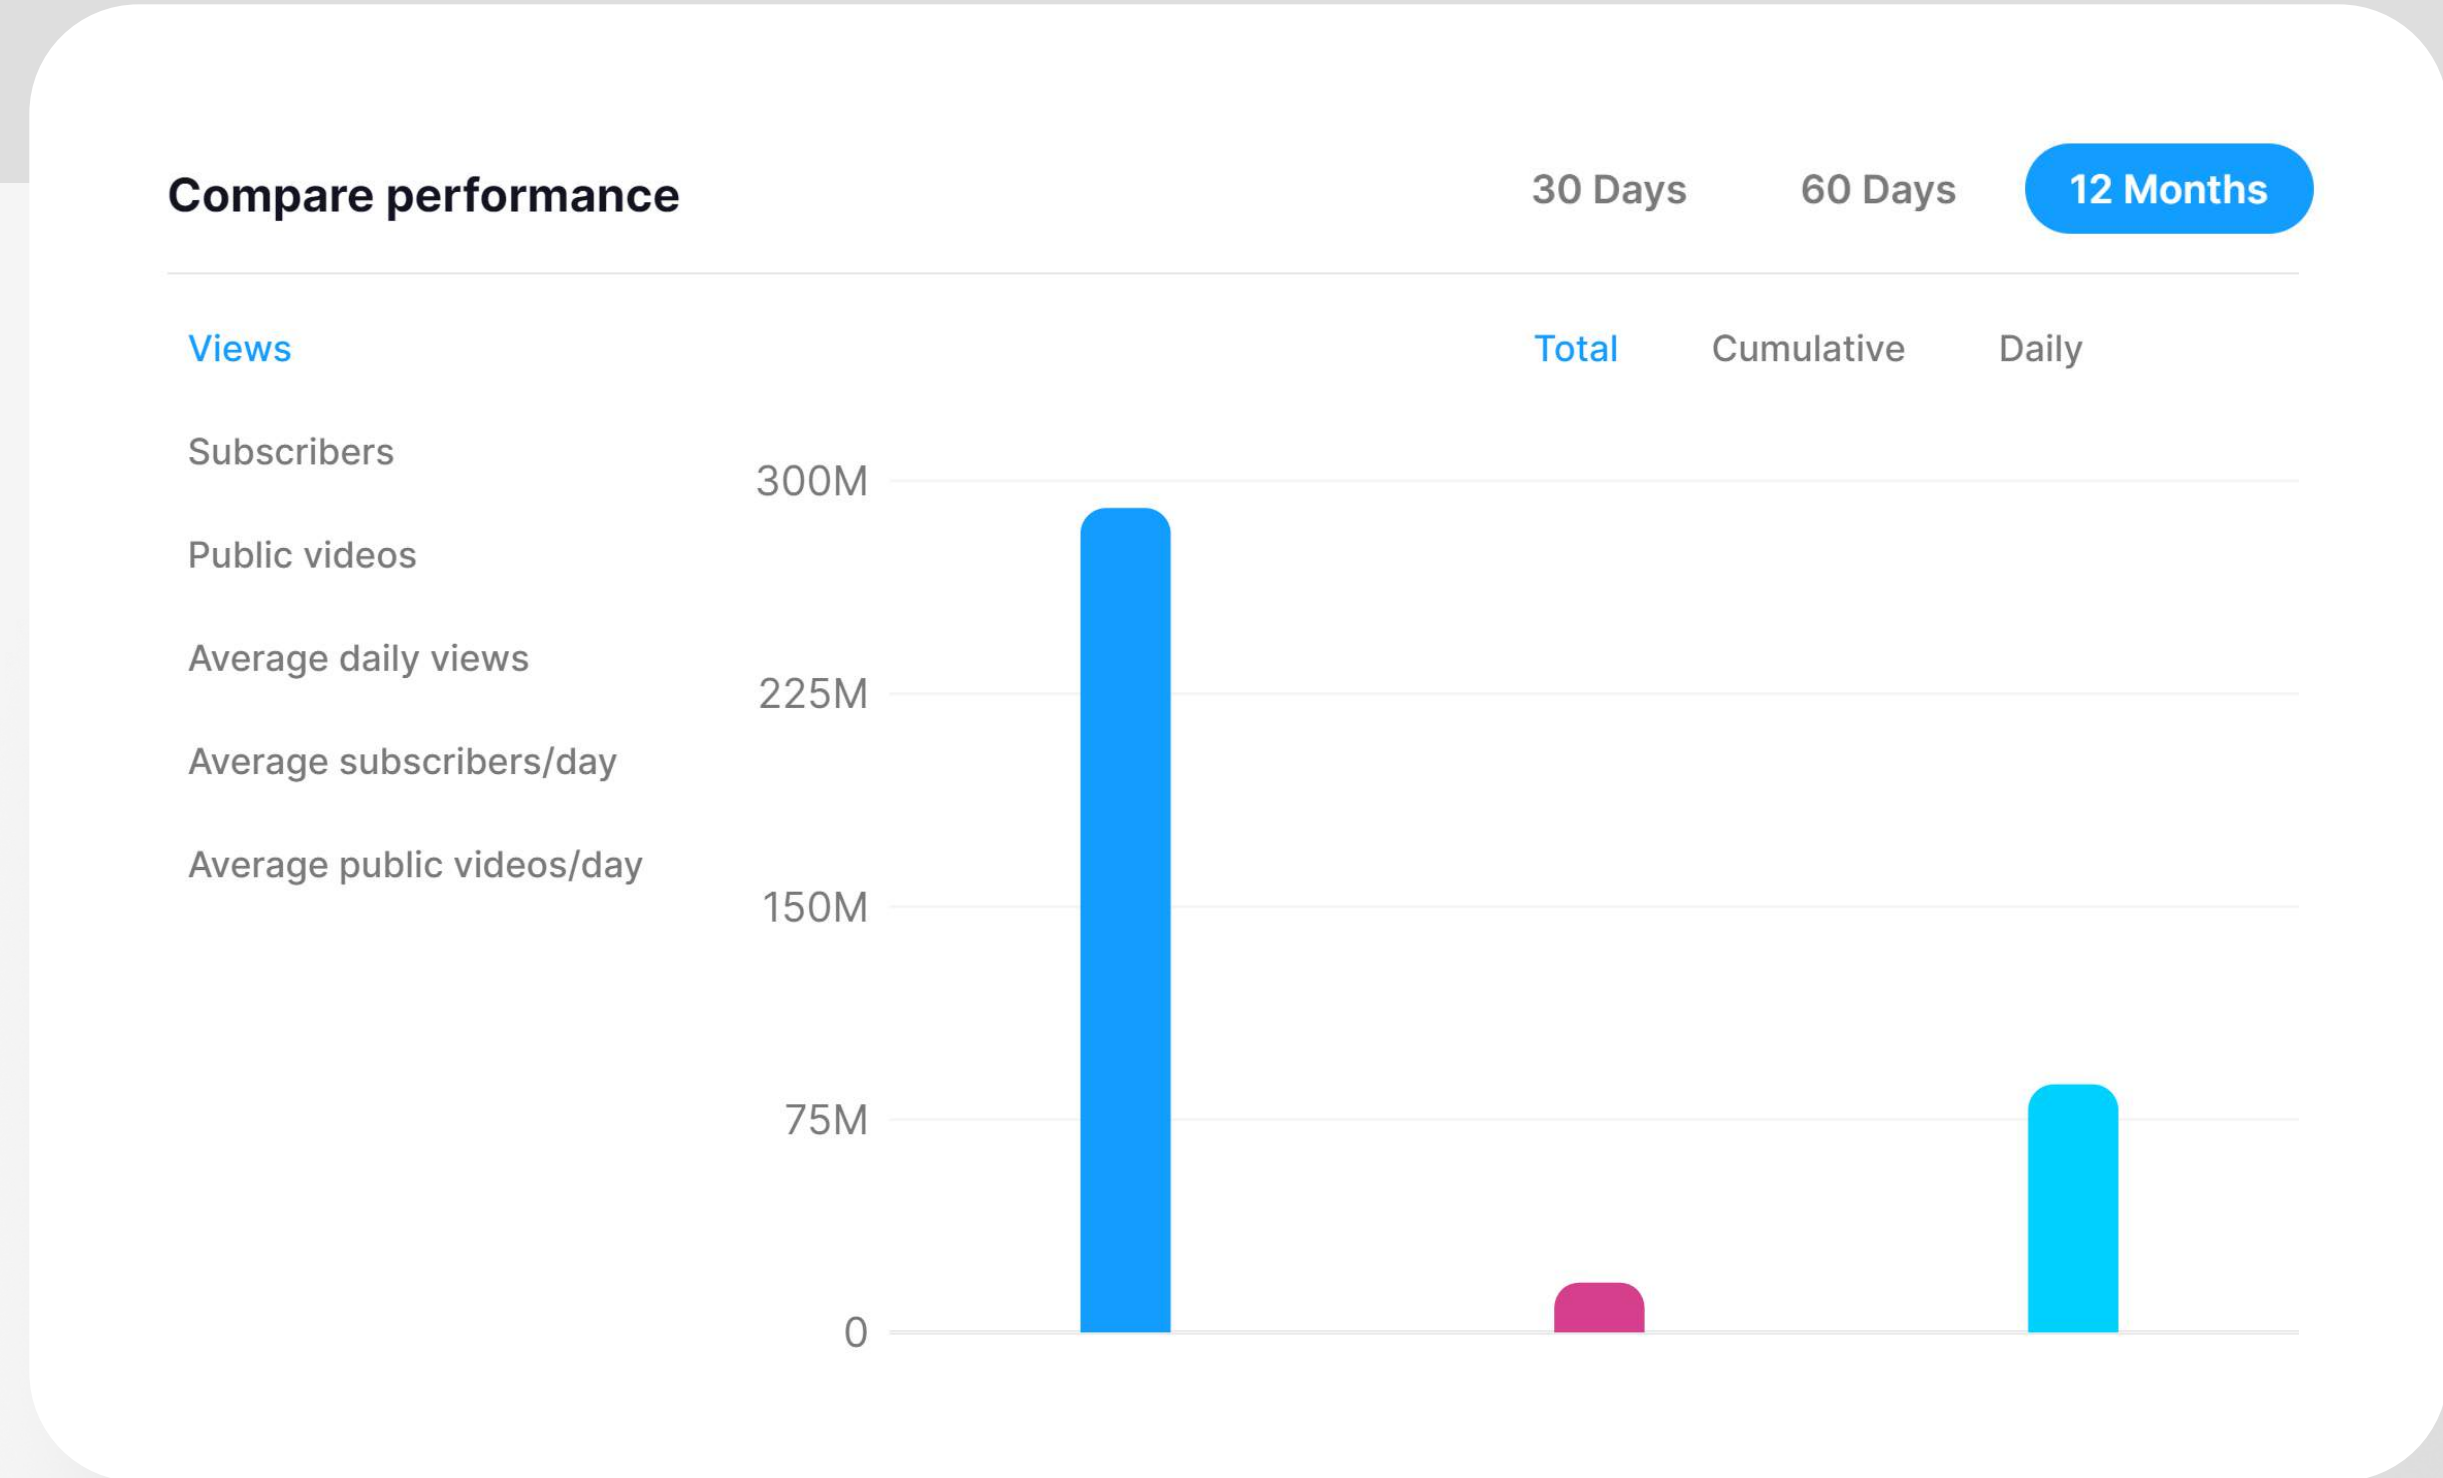 Compare performance
30 Days
60 Days
12 Months
Views
Total
Cumulative
Daily
Subscribers
Public videos
Average daily views
Average subscribers/day
Average public videos/day
300M
225M
150M
75M
0